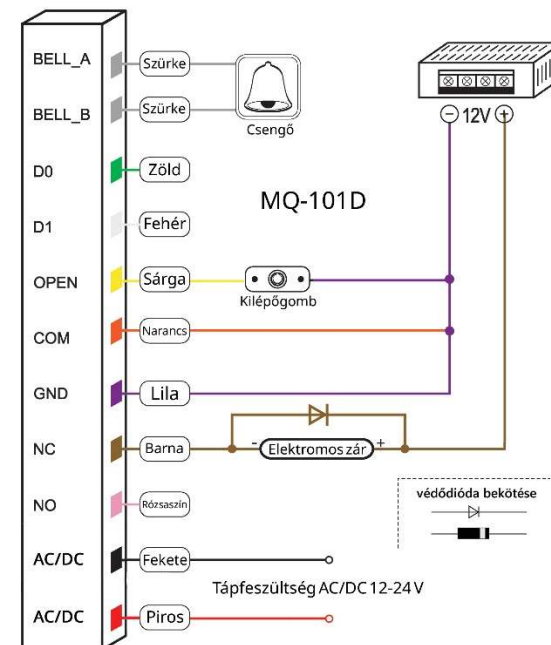 BELL_A Szürke
BELL_B Szürke
Csengő
− 12V +
D0 Zöld
MQ-101D
D1 Fehér
OPEN Sárga
Kilépőgomb
COM Narancs
GND Lila
NC Barna
- Elektromos zár +
védődióda bekötése
NO Rózsaszín
AC/DC Fekete
Tápfeszültség AC/DC 12-24 V
AC/DC Piros